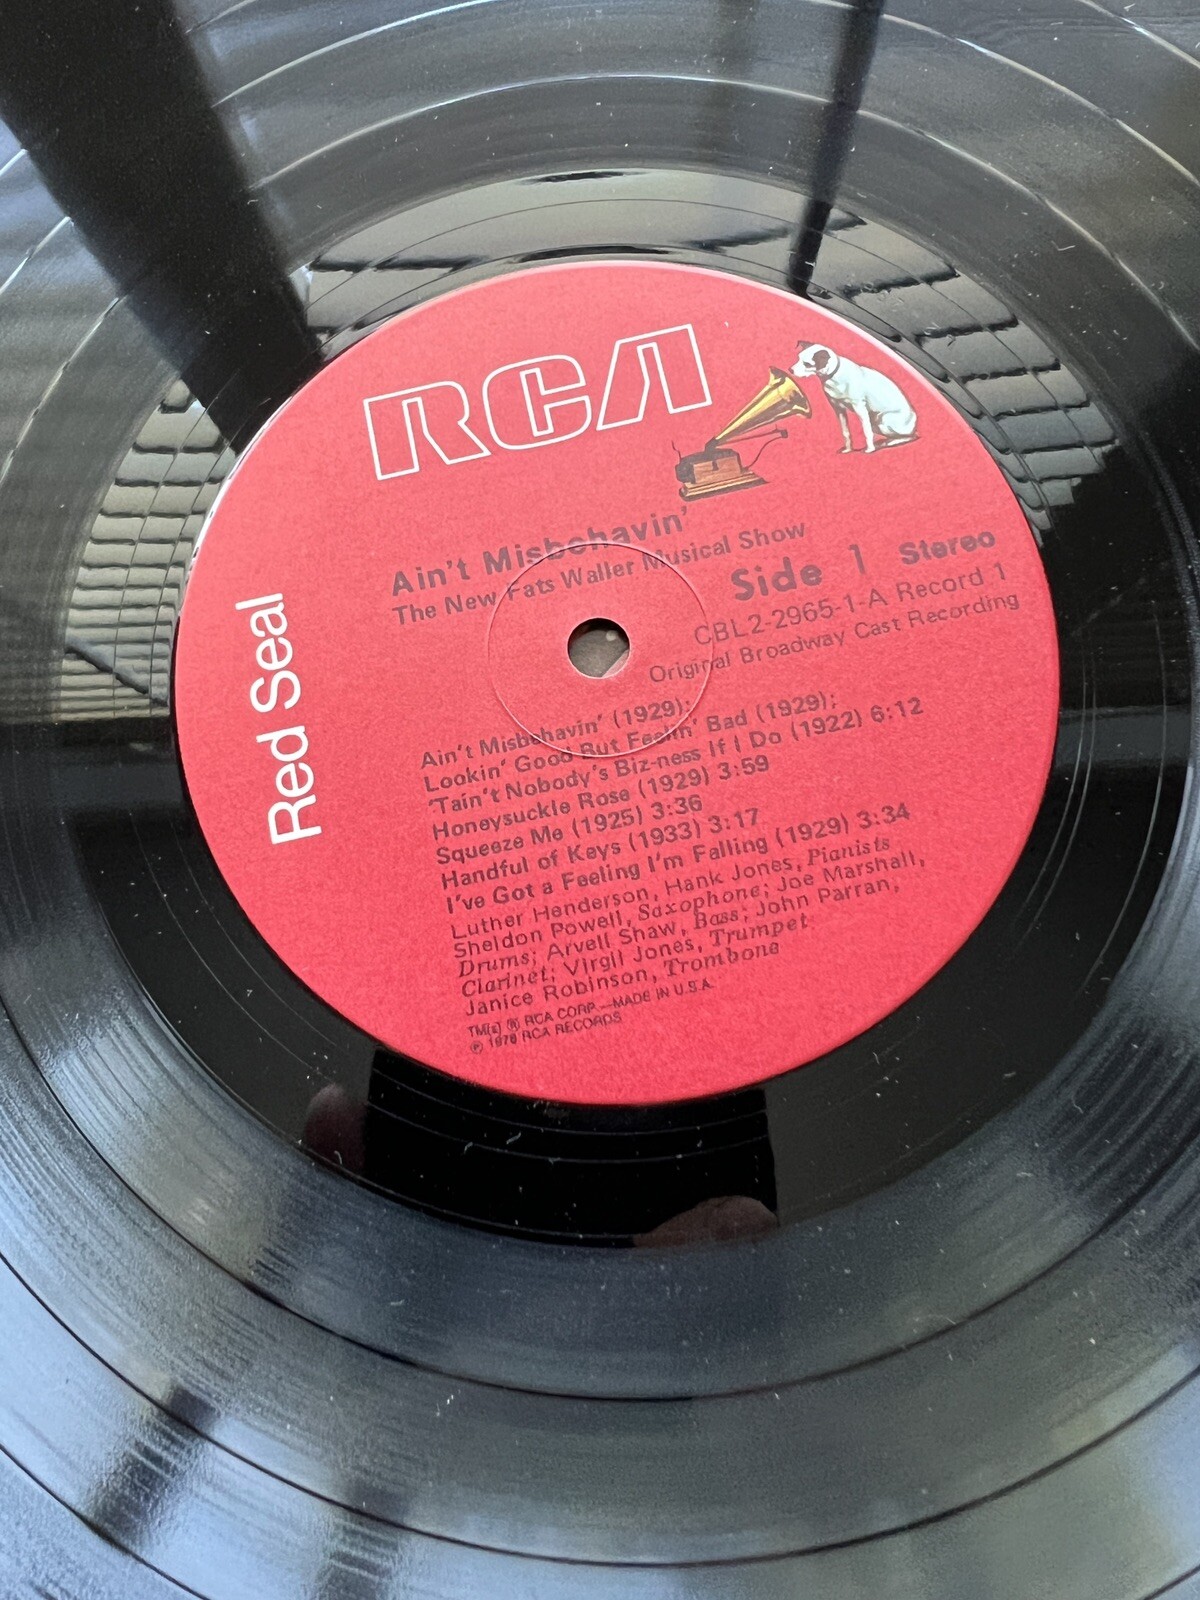 RCA
Red Seal
Ain't Misbehavin'
The New Fats Waller Musical Show
Side 1 Stereo
CBL2-2965-1-A Record 1
Original Broadway Cast Recording
Ain't Misbehavin' (1929);
Lookin' Good But Feelin' Bad (1929);
'Tain't Nobody's Biz-ness If I Do (1922) 6:12
Honeysuckle Rose (1929) 3:59
Squeeze Me (1925) 3:36
Handful of Keys (1933) 3:17
I've Got a Feeling I'm Falling (1929) 3:34
Luther Henderson, Hank Jones, Pianists
Sheldon Powell, Saxophone; Joe Marshall,
Drums; Arvell Shaw, Bass; John Parran,
Clarinet; Virgil Jones, Trumpet
Janice Robinson, Trombone
TM(s) ® RCA CORP.—MADE IN U.S.A.
℗ 1978 RCA RECORDS